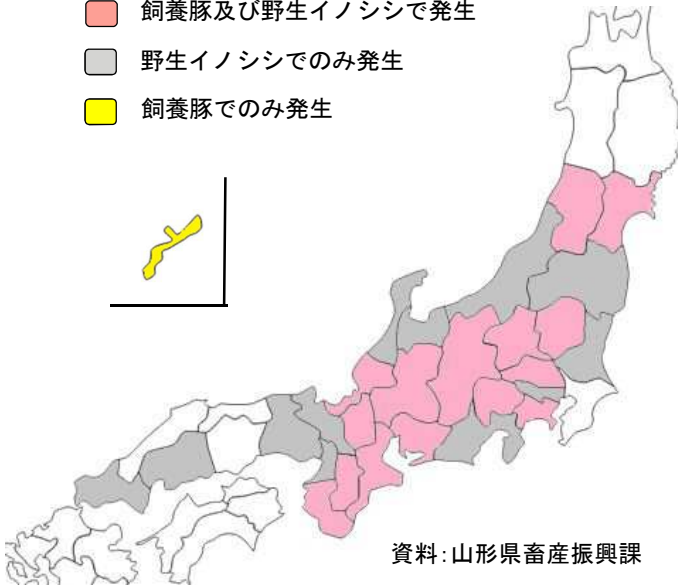 飼養豚及び野生イノシシで発生
野生イノシシでのみ発生
飼養豚でのみ発生
資料：山形県畜産振興課